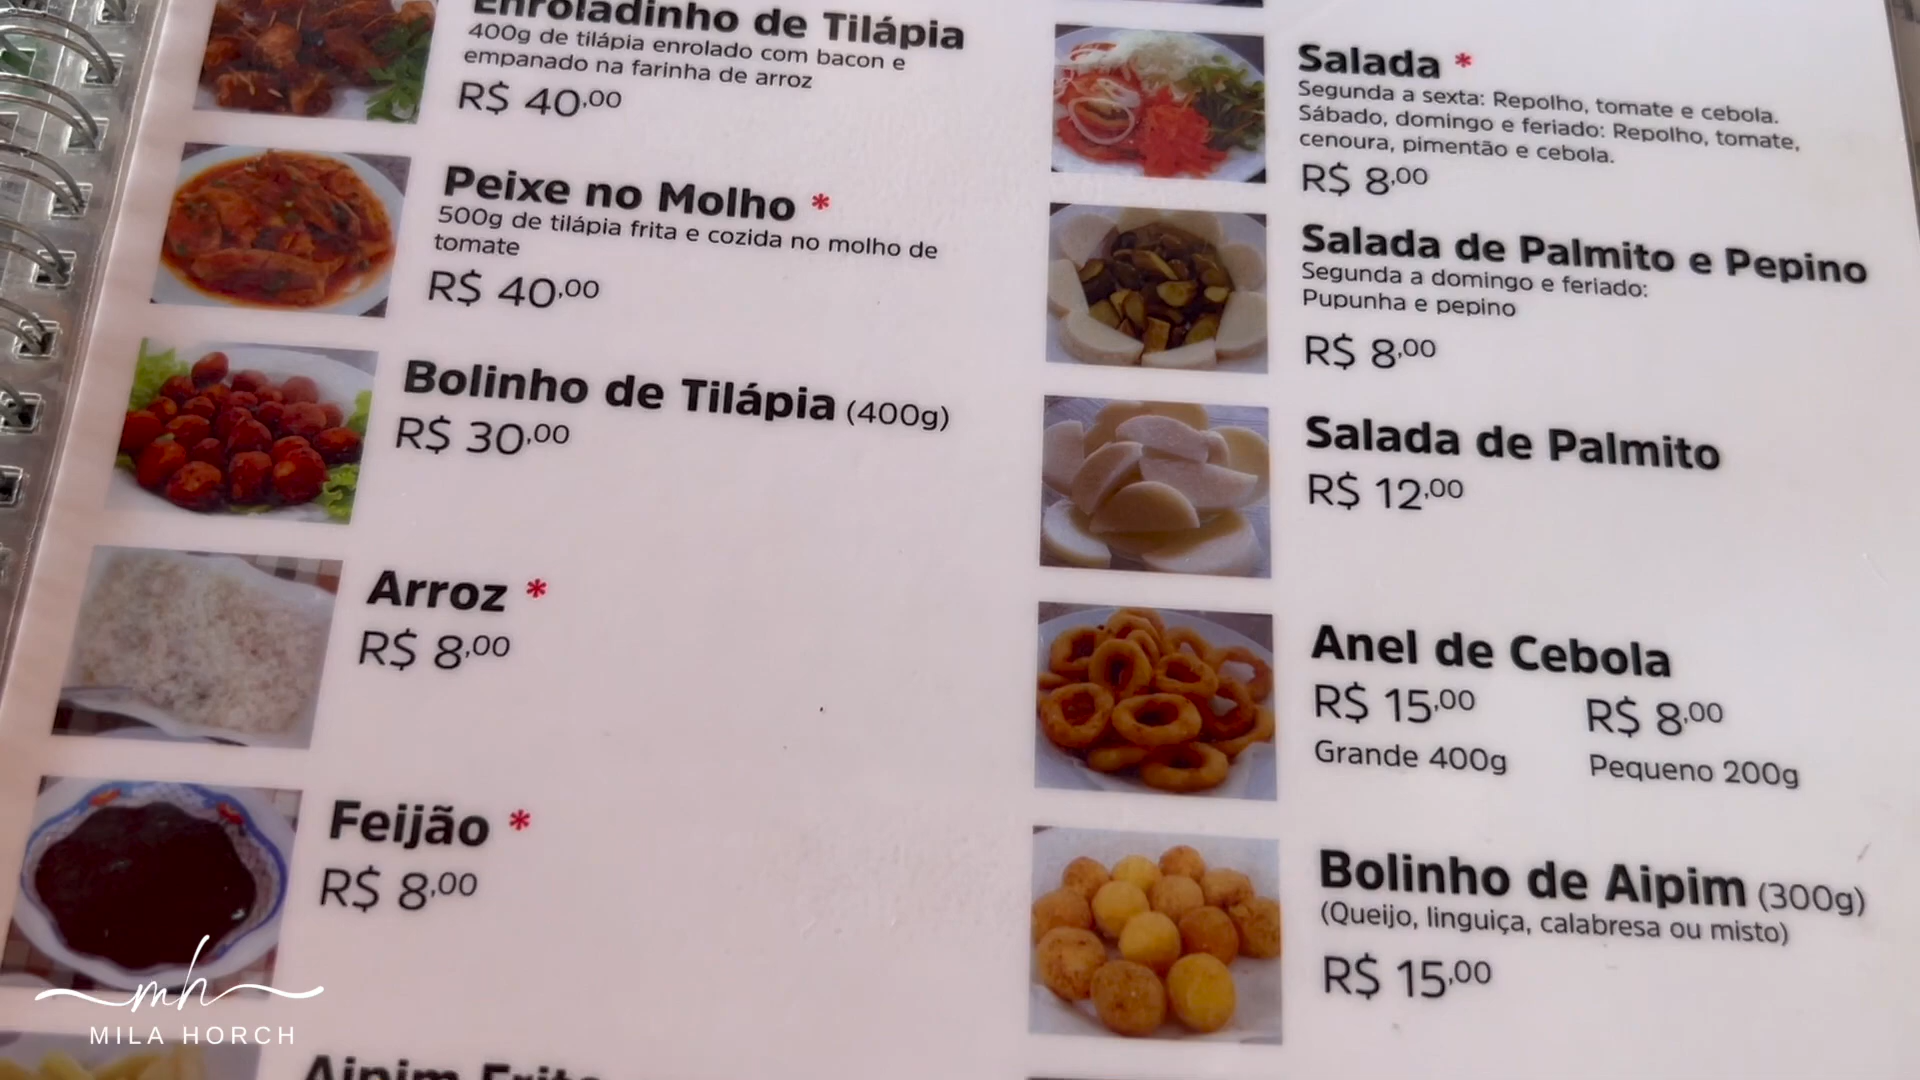 Enroladinho de Tilápia
400g de tilápia enrolado com bacon e
empanado na farinha de arroz
R$ 40,00
Peixe no Molho *
500g de tilápia frita e cozida no molho de
tomate
R$ 40,00
Bolinho de Tilápia (400g)
R$ 30,00
Arroz *
R$ 8,00
Feijão *
R$ 8,00
Aipim Frito
Salada *
Segunda a sexta: Repolho, tomate e cebola.
Sábado, domingo e feriado: Repolho, tomate,
cenoura, pimentão e cebola.
R$ 8,00
Salada de Palmito e Pepino
Segunda a domingo e feriado:
Pupunha e pepino
R$ 8,00
Salada de Palmito
R$ 12,00
Anel de Cebola
R$ 15,00 R$ 8,00
Grande 400g Pequeno 200g
Bolinho de Aipim (300g)
(Queijo, linguiça, calabresa ou misto)
R$ 15,00
mh
MILA HORCH